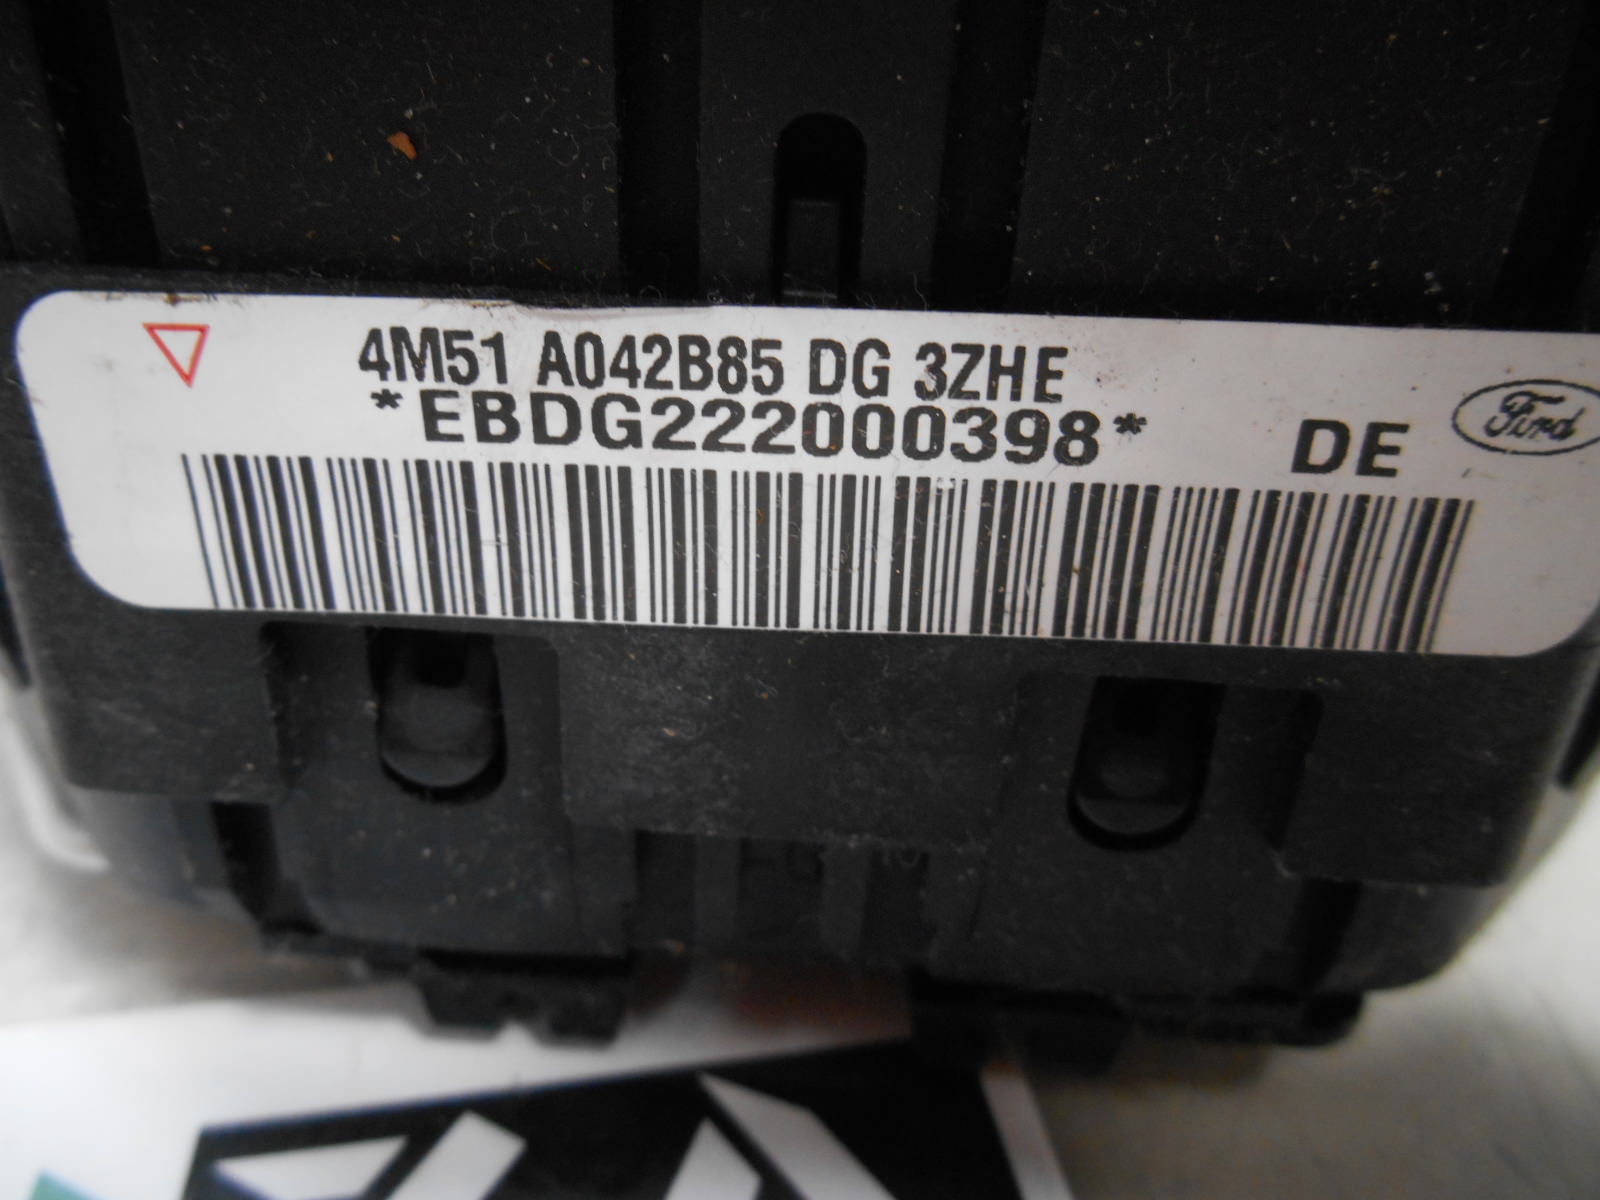 4M51 A042B85 DG 3ZHE
*EBDG222000398*
DE
Ford